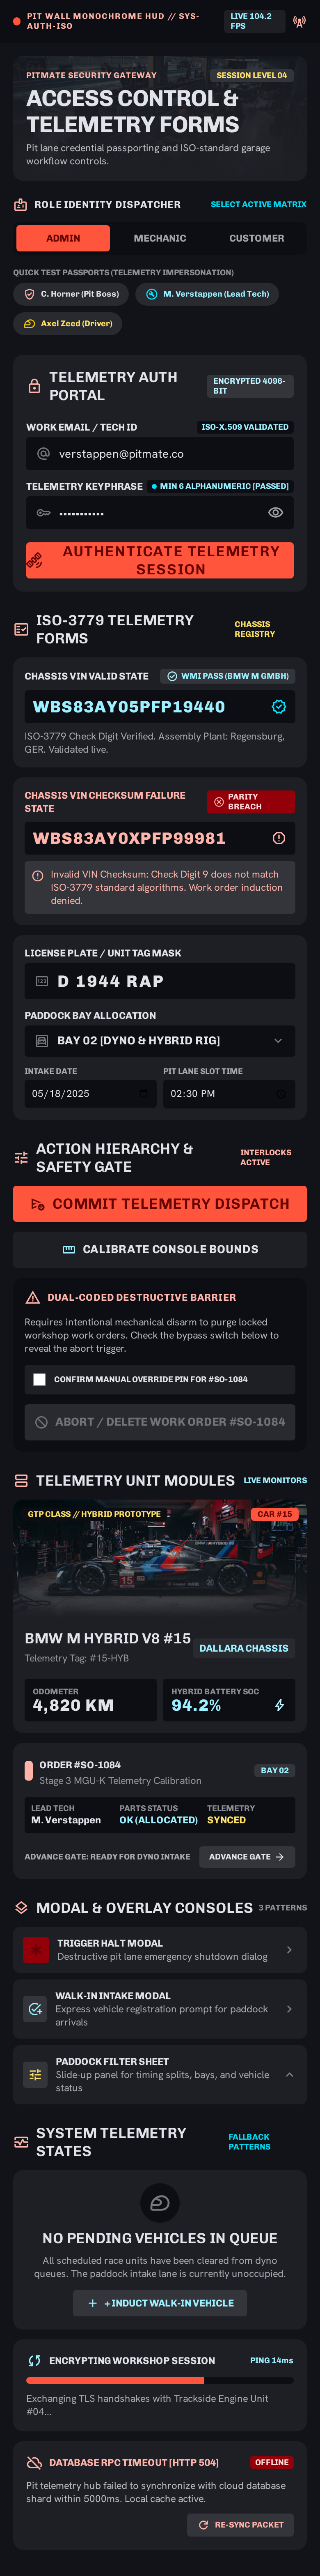 PIT WALL MONOCHROME HUD // SYS-
AUTH-ISO
LIVE 104.2
FPS
PITMATE SECURITY GATEWAY
SESSION LEVEL 04
ACCESS CONTROL &
TELEMETRY FORMS
Pit lane credential passporting and ISO-standard garage
workflow controls.
ROLE IDENTITY DISPATCHER
SELECT ACTIVE MATRIX
ADMIN
MECHANIC
CUSTOMER
QUICK TEST PASSPORTS (TELEMETRY IMPERSONATION)
C. Horner (Pit Boss)
M. Verstappen (Lead Tech)
Axel Zeed (Driver)
TELEMETRY AUTH
PORTAL
ENCRYPTED 4096-
BIT
WORK EMAIL / TECH ID
ISO-X.509 VALIDATED
verstappen@pitmate.co
TELEMETRY KEYPHRASE
MIN 6 ALPHANUMERIC [PASSED]
•••••••••••
AUTHENTICATE TELEMETRY
SESSION
ISO-3779 TELEMETRY
FORMS
CHASSIS
REGISTRY
CHASSIS VIN VALID STATE
WMI PASS (BMW M GMBH)
WBS83AY05PFP19440
ISO-3779 Check Digit Verified. Assembly Plant: Regensburg,
GER. Validated live.
CHASSIS VIN CHECKSUM FAILURE
STATE
PARITY
BREACH
WBS83AY0XPFP99981
Invalid VIN Checksum: Check Digit 9 does not match
ISO-3779 standard algorithms. Work order induction
denied.
LICENSE PLATE / UNIT TAG MASK
D 1944 RAP
PADDOCK BAY ALLOCATION
BAY 02 [DYNO & HYBRID RIG]
INTAKE DATE
PIT LANE SLOT TIME
05/18/2025
02:30 PM
ACTION HIERARCHY &
SAFETY GATE
INTERLOCKS
ACTIVE
COMMIT TELEMETRY DISPATCH
CALIBRATE CONSOLE BOUNDS
DUAL-CODED DESTRUCTIVE BARRIER
Requires intentional mechanical disarm to purge locked
workshop work orders. Check the bypass switch below to
reveal the abort trigger.
CONFIRM MANUAL OVERRIDE PIN FOR #SO-1084
ABORT / DELETE WORK ORDER #SO-1084
TELEMETRY UNIT MODULES
LIVE MONITORS
GTP CLASS // HYBRID PROTOTYPE
CAR #15
15
BMW M HYBRID V8 #15
Telemetry Tag: #15-HYB
DALLARA CHASSIS
ODOMETER
4,820 KM
HYBRID BATTERY SOC
94.2%
ORDER #SO-1084
Stage 3 MGU-K Telemetry Calibration
BAY 02
LEAD TECH
PARTS STATUS
TELEMETRY
M. Verstappen
OK (ALLOCATED)
SYNCED
ADVANCE GATE: READY FOR DYNO INTAKE
ADVANCE GATE
MODAL & OVERLAY CONSOLES
3 PATTERNS
TRIGGER HALT MODAL
Destructive pit lane emergency shutdown dialog
WALK-IN INTAKE MODAL
Express vehicle registration prompt for paddock
arrivals
PADDOCK FILTER SHEET
Slide-up panel for timing splits, bays, and vehicle
status
SYSTEM TELEMETRY
STATES
FALLBACK
PATTERNS
NO PENDING VEHICLES IN QUEUE
All scheduled race units have been cleared from dyno
queues. The paddock intake lane is currently unoccupied.
+ INDUCT WALK-IN VEHICLE
ENCRYPTING WORKSHOP SESSION
PING 14ms
Exchanging TLS handshakes with Trackside Engine Unit
#04...
DATABASE RPC TIMEOUT [HTTP 504]
OFFLINE
Pit telemetry hub failed to synchronize with cloud database
shard within 5000ms. Local cache active.
RE-SYNC PACKET